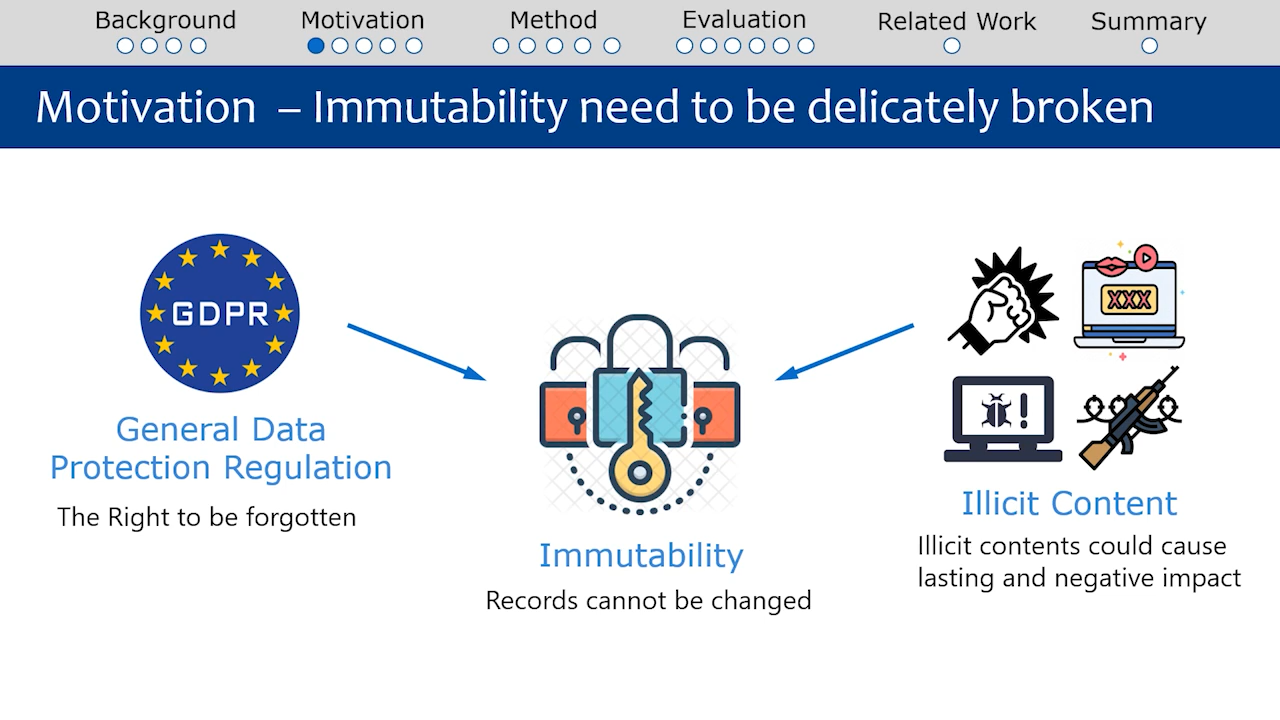 Background Motivation Method Evaluation Related Work Summary
Motivation – Immutability need to be delicately broken
GDPR
General Data
Protection Regulation
The Right to be forgotten
Immutability
Records cannot be changed
XXX
!
Illicit Content
Illicit contents could cause
lasting and negative impact